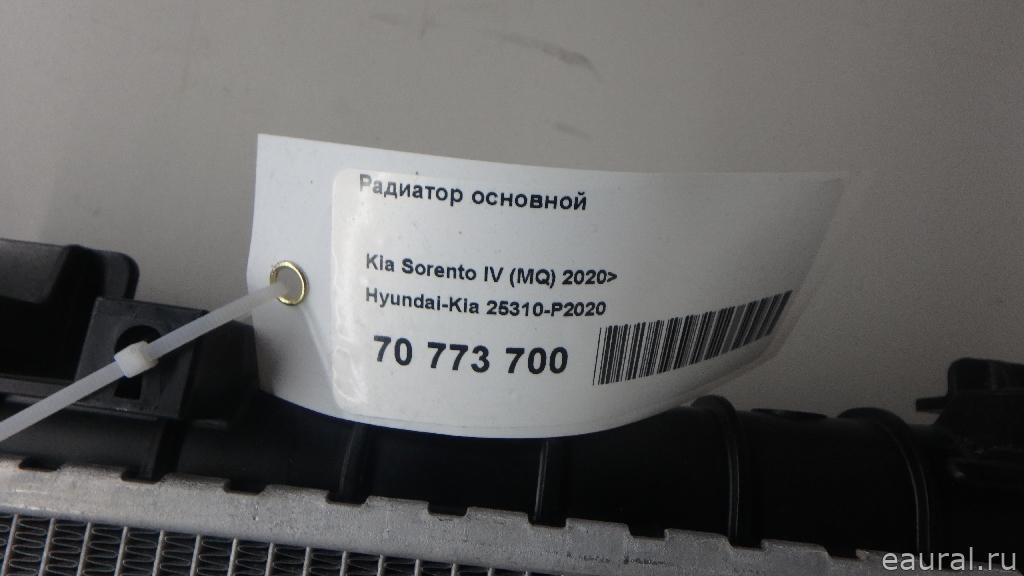 Радиатор основной
Kia Sorento IV (MQ) 2020>
Hyundai-Kia 25310-P2020
70 773 700
eaural.ru